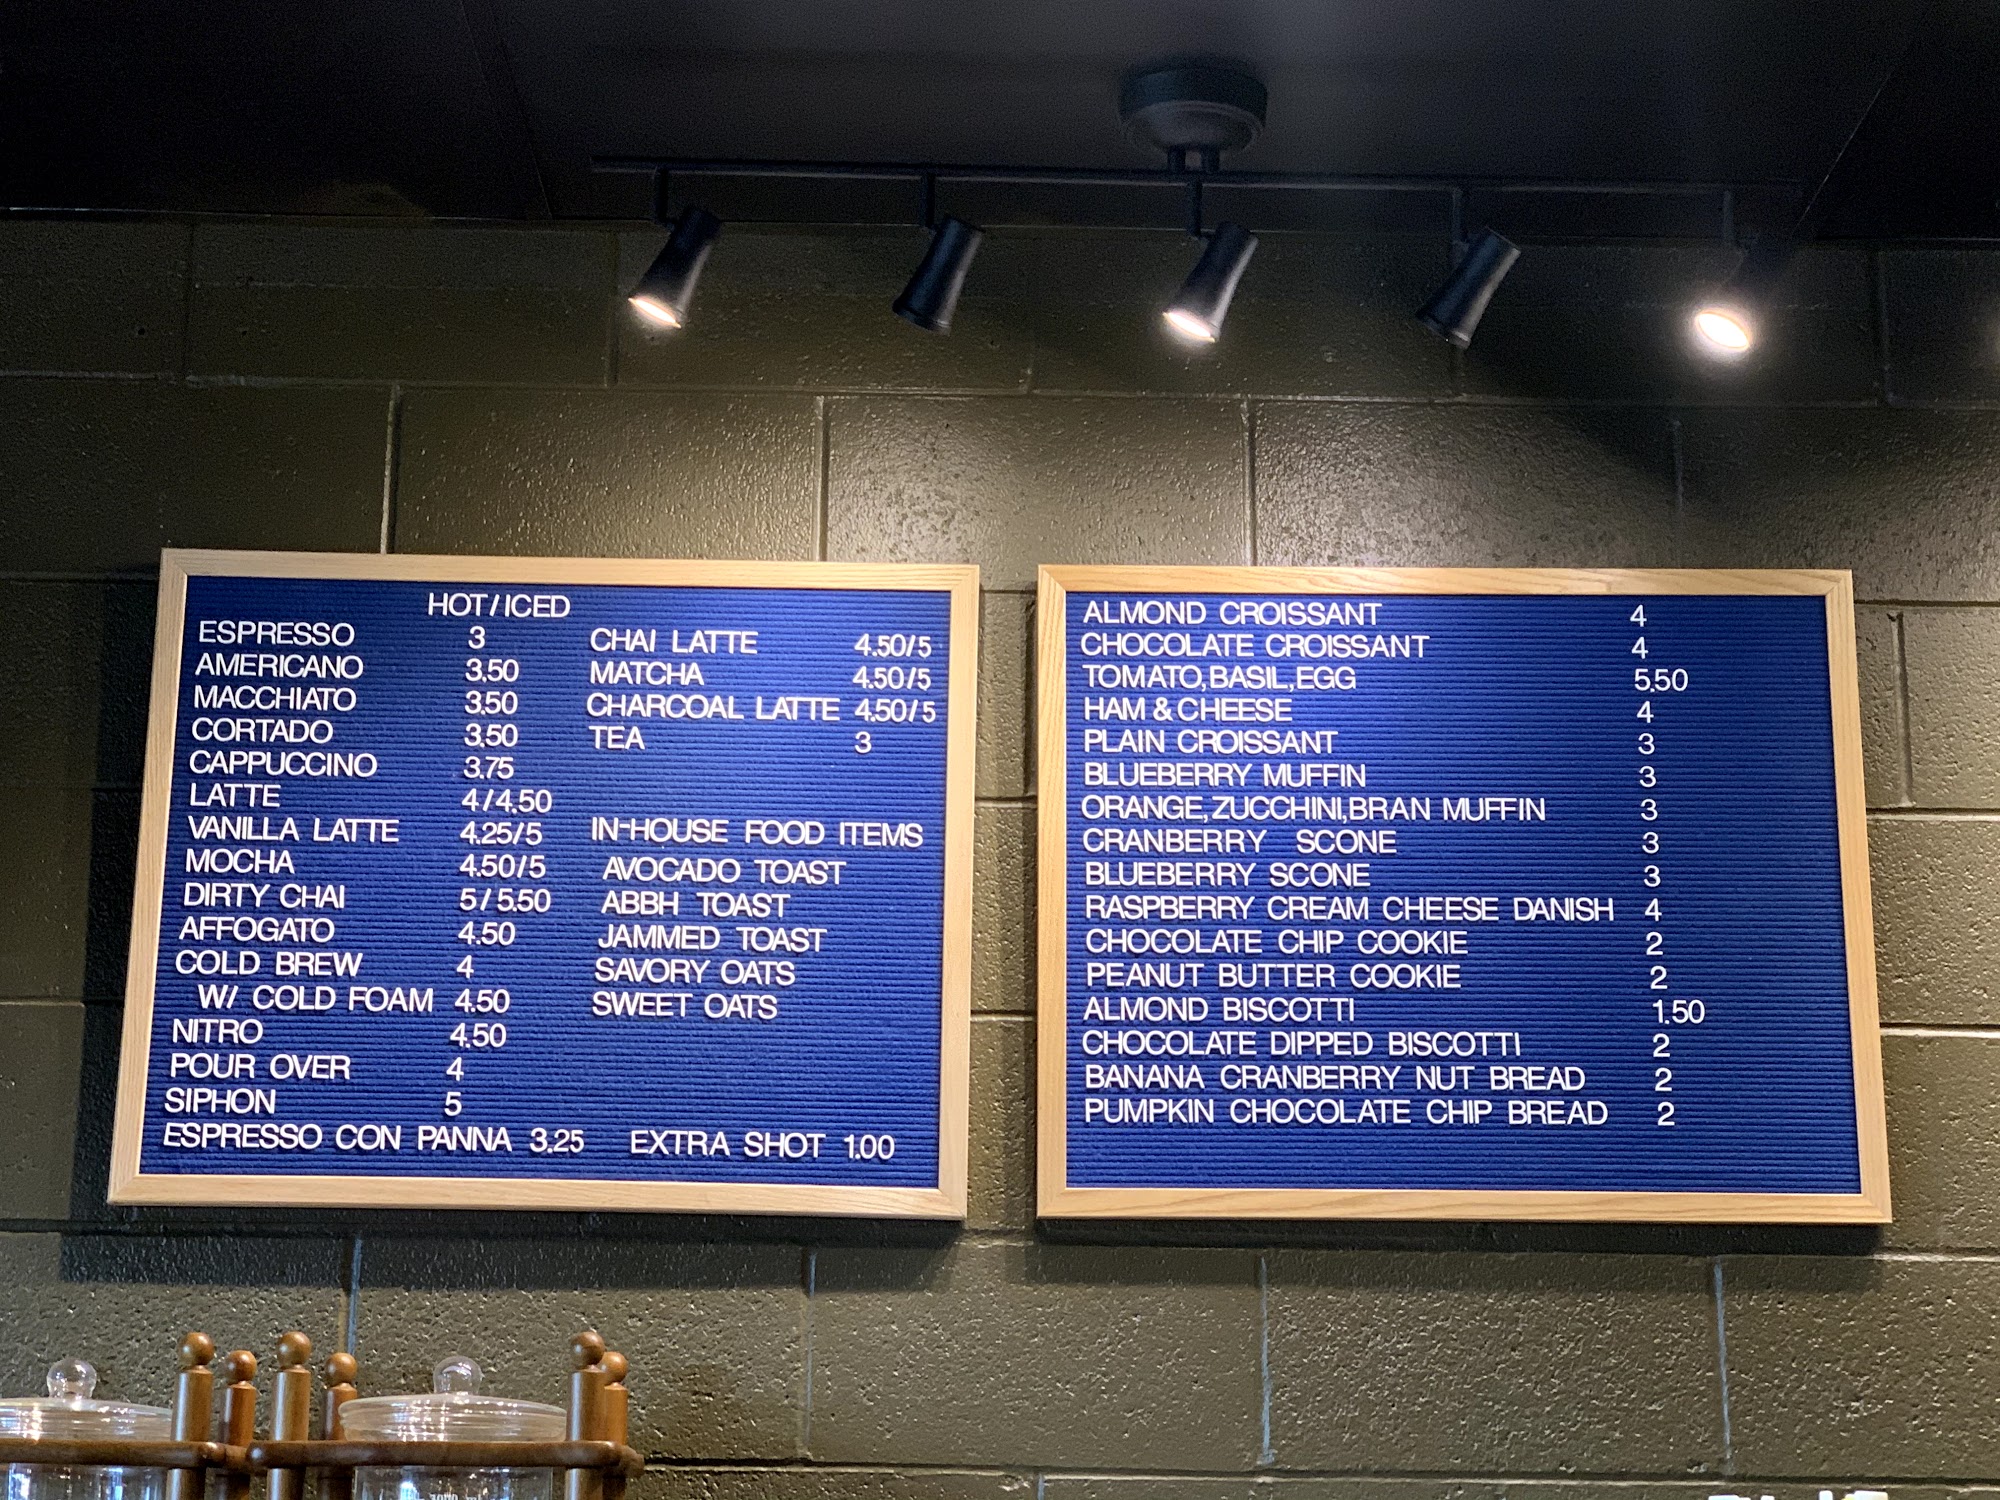 HOT/ICED
ESPRESSO 3
AMERICANO 3.50
MACCHIATO 3.50
CORTADO 3.50
CAPPUCCINO 3.75
LATTE 4/4.50
VANILLA LATTE 4.25/5
MOCHA 4.50/5
DIRTY CHAI 5/5.50
AFFOGATO 4.50
COLD BREW 4
W/ COLD FOAM 4.50
NITRO 4.50
POUR OVER 4
SIPHON 5
ESPRESSO CON PANNA 3.25 EXTRA SHOT 1.00
CHAI LATTE 4.50/5
MATCHA 4.50/5
CHARCOAL LATTE 4.50/5
TEA 3
IN-HOUSE FOOD ITEMS
AVOCADO TOAST
ABBH TOAST
JAMMED TOAST
SAVORY OATS
SWEET OATS
ALMOND CROISSANT 4
CHOCOLATE CROISSANT 4
TOMATO,BASIL,EGG 5.50
HAM & CHEESE 4
PLAIN CROISSANT 3
BLUEBERRY MUFFIN 3
ORANGE,ZUCCHINI,BRAN MUFFIN 3
CRANBERRY SCONE 3
BLUEBERRY SCONE 3
RASPBERRY CREAM CHEESE DANISH 4
CHOCOLATE CHIP COOKIE 2
PEANUT BUTTER COOKIE 2
ALMOND BISCOTTI 1.50
CHOCOLATE DIPPED BISCOTTI 2
BANANA CRANBERRY NUT BREAD 2
PUMPKIN CHOCOLATE CHIP BREAD 2